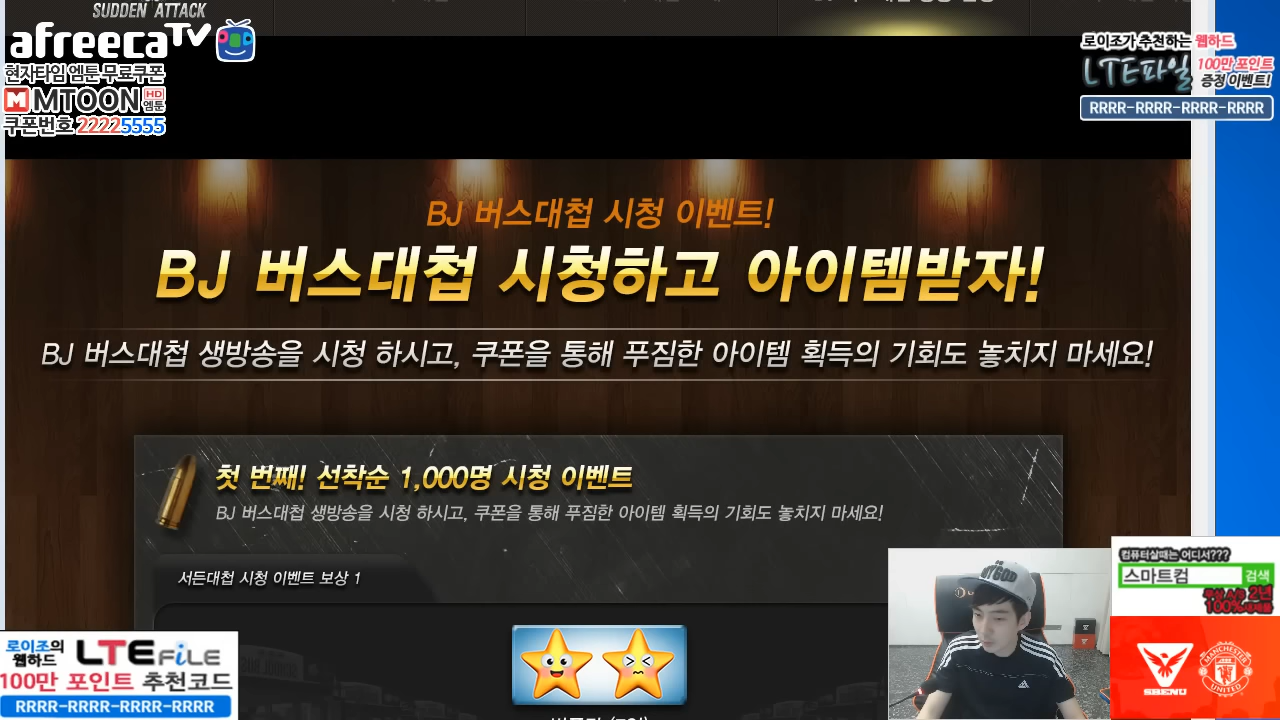 SUDDEN ATTACK
afreecaTV
현자타임 엠툰 무료쿠폰
M MTOON HD 엠툰
쿠폰번호 22225555
로이조가 추천하는 웹하드
LTE파일 100만 포인트
증정 이벤트!
RRRR-RRRR-RRRR-RRRR
BJ 버스대첩 시청 이벤트!
BJ 버스대첩 시청하고 아이템받자!
BJ 버스대첩 생방송을 시청 하시고, 쿠폰을 통해 푸짐한 아이템 획득의 기회도 놓치지 마세요!
첫 번째! 선착순 1,000명 시청 이벤트
BJ 버스대첩 생방송을 시청 하시고, 쿠폰을 통해 푸짐한 아이템 획득의 기회도 놓치지 마세요!
서든대첩 시청 이벤트 보상 1
컴퓨터살때는 어디서???
스마트컴 검색
무상 A/S 2년
100% 새제품
로이조의
웹하드
LTE FiLE
100만 포인트 추천코드
RRRR-RRRR-RRRR-RRRR
SHENU
MANCHESTER
UNITED